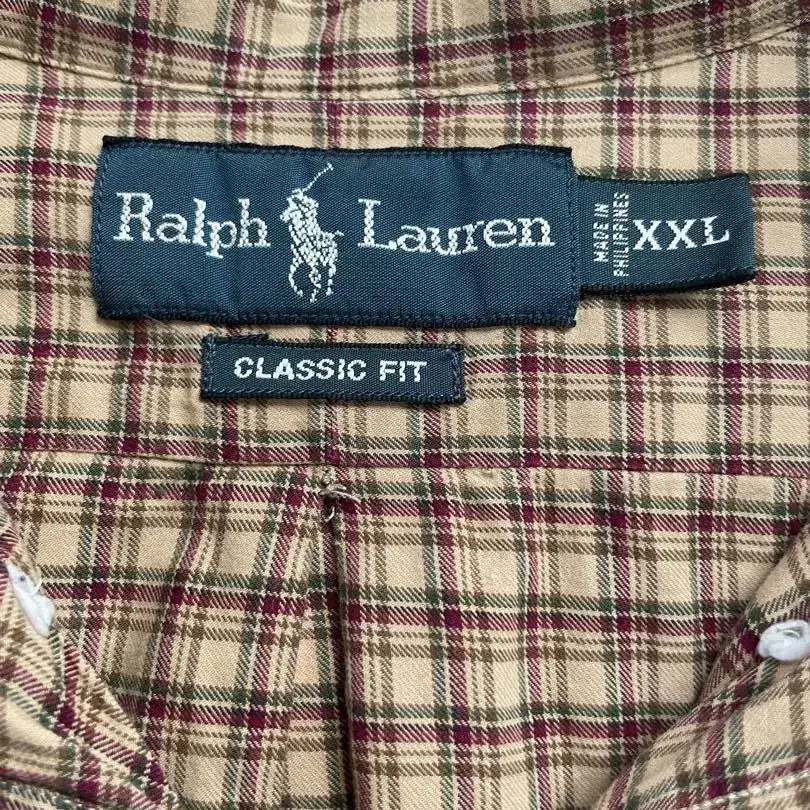 Ralph Lauren
MADE IN
PHILIPPINES
XXL
CLASSIC FIT